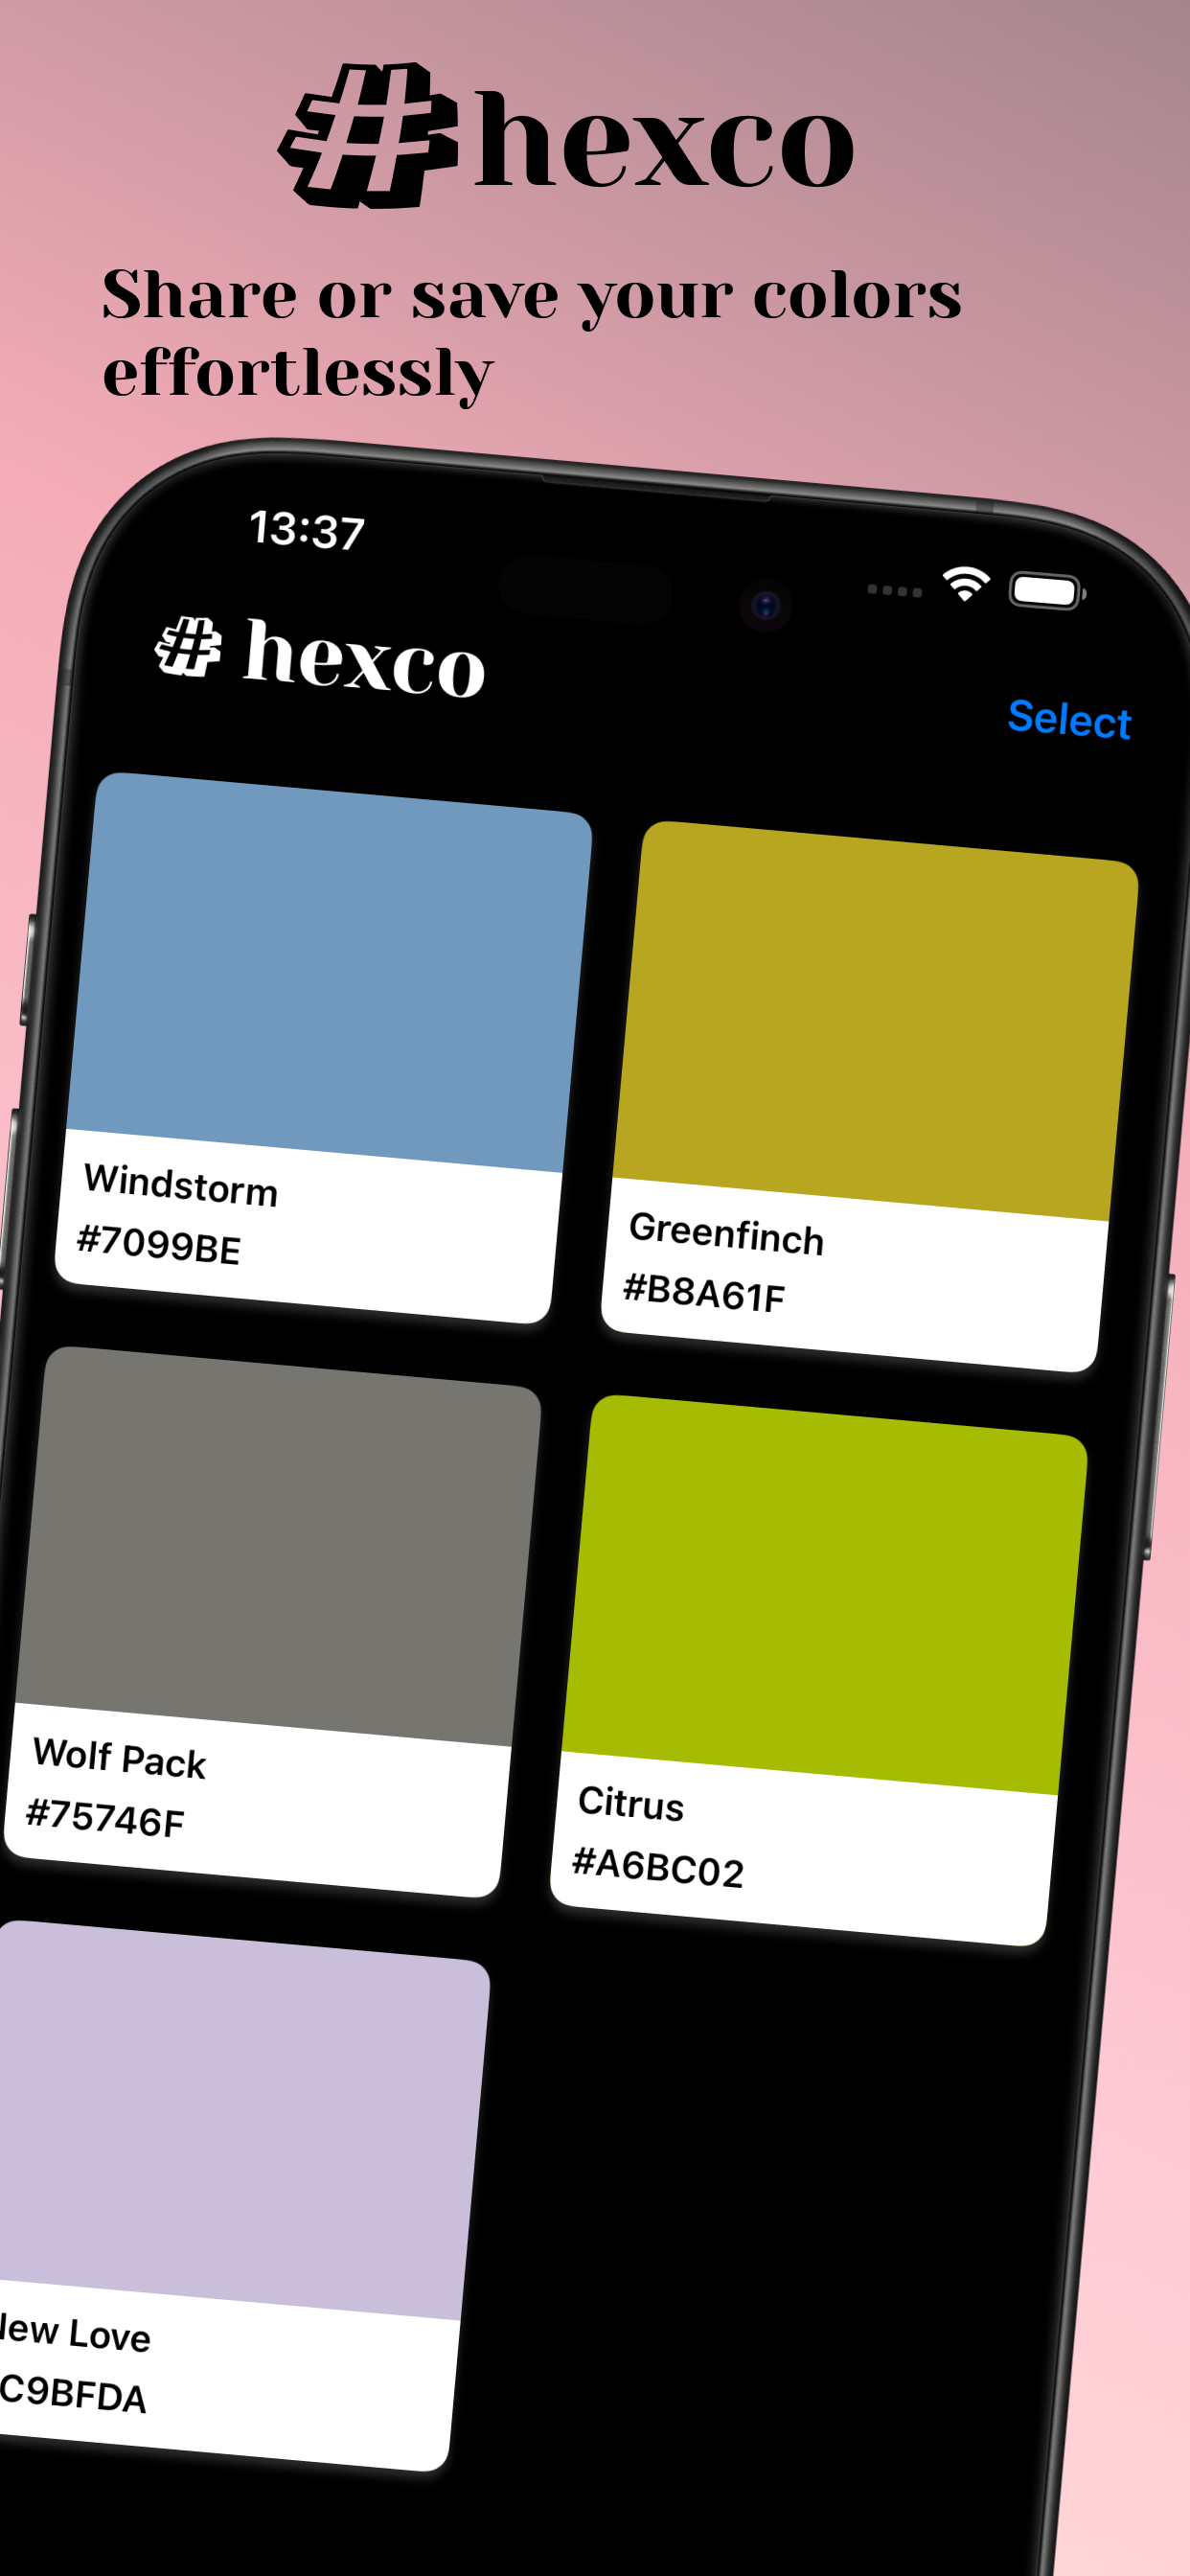 #hexco
Share or save your colors
effortlessly
13:37
# hexco
Select
Windstorm
#7099BE
Greenfinch
#B8A61F
Wolf Pack
#75746F
Citrus
#A6BC02
Love
C9BFDA